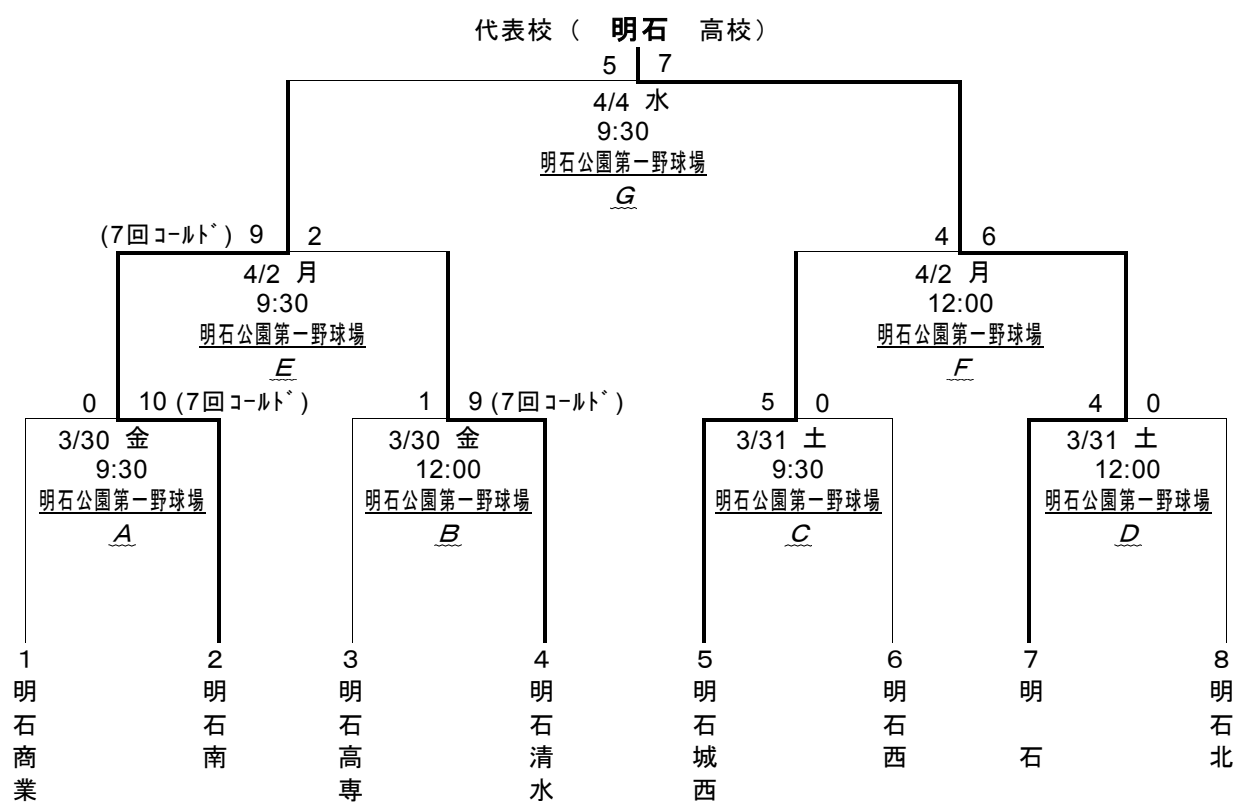 代表校 ( 明石 高校)
5 7
4/4 水
9:30
明石公園第一野球場
G
(7回コールド) 9 2
4/2 月
9:30
明石公園第一野球場
E
4 6
4/2 月
12:00
明石公園第一野球場
F
0 10 (7回コールド)
3/30 金
9:30
明石公園第一野球場
A
1 9 (7回コールド)
3/30 金
12:00
明石公園第一野球場
B
5 0
3/31 土
9:30
明石公園第一野球場
C
4 0
3/31 土
12:00
明石公園第一野球場
D
1
明石商業
2
明石南
3
明石高専
4
明石清水
5
明石城西
6
明石西
7
明 石
8
明石北